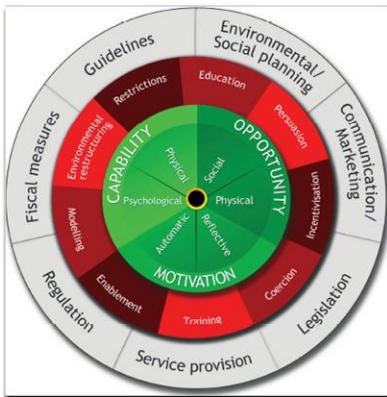 Guidelines
Environmental/
Social planning
Communication/
Marketing
Legislation
Service provision
Regulation
Fiscal measures
Restrictions
Education
Persuasion
Incentivisation
Coercion
Training
Enablement
Modelling
Environmental
restructuring
CAPABILITY
OPPORTUNITY
MOTIVATION
Physical
Social
Physical
Reflective
Automatic
Psychological